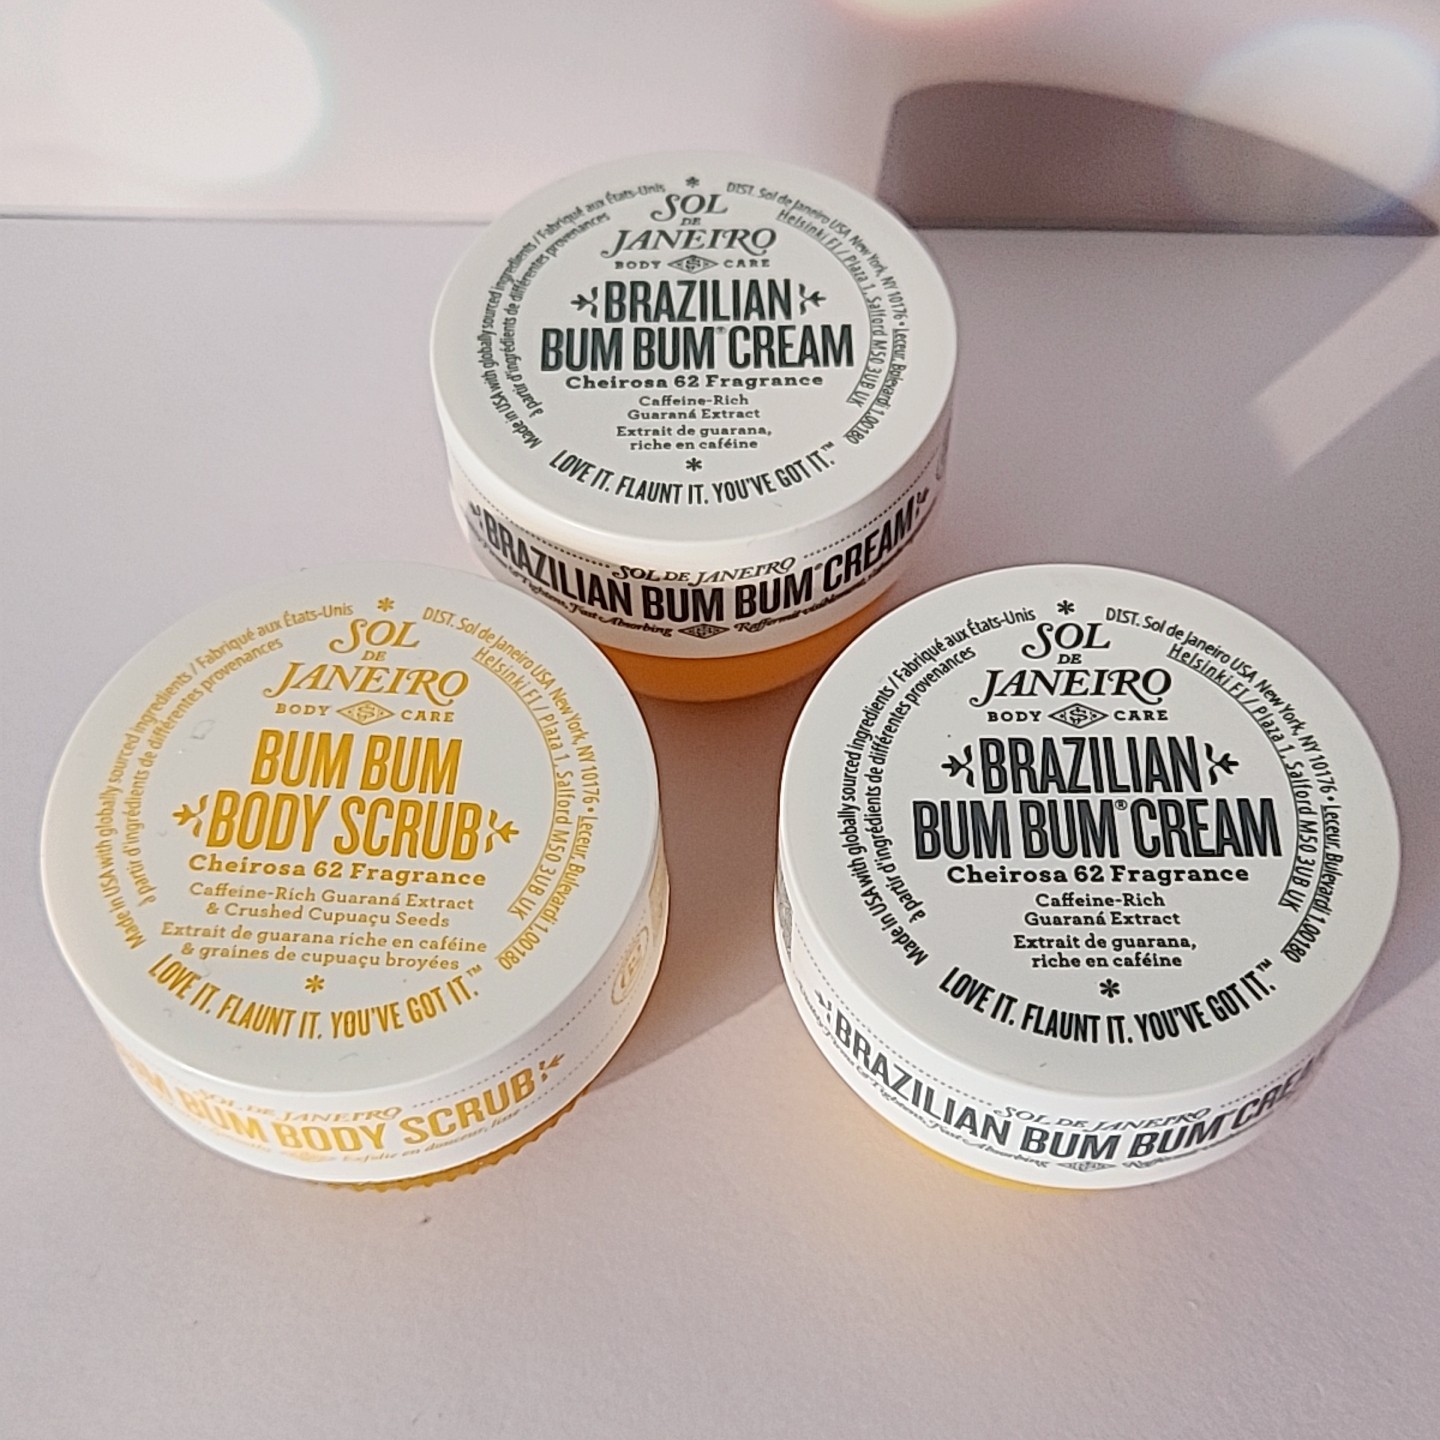 Made in USA with globally sourced ingredients / Fabriqué aux États-Unis
à partir d'ingrédients de différentes provenances
*
DIST. Sol de Janeiro USA New York, NY 10176 • Leceur, Bulevardi 1, 00180
Helsinki FI / Plaza 1, Salford M50 3UB UK
SOL
DE
JANEIRO
BODY CARE
BRAZILIAN
BUM BUM® CREAM
Cheirosa 62 Fragrance
Caffeine-Rich
Guaraná Extract
Extrait de guarana,
riche en caféine
*
LOVE IT. FLAUNT IT. YOU'VE GOT IT.™
SOL DE JANEIRO
BRAZILIAN BUM BUM® CREAM
Fast Absorbing
Made in USA with globally sourced ingredients / Fabriqué aux États-Unis
à partir d'ingrédients de différentes provenances
*
DIST. Sol de Janeiro USA New York, NY 10176 • Leceur, Bulevardi 1, 00180
Helsinki FI / Plaza 1, Salford M50 3UB UK
SOL
DE
JANEIRO
BODY CARE
BUM BUM
BODY SCRUB
Cheirosa 62 Fragrance
Caffeine-Rich Guaraná Extract
& Crushed Cupuaçu Seeds
Extrait de guarana riche en caféine
& graines de cupuaçu broyées
*
LOVE IT. FLAUNT IT. YOU'VE GOT IT.™
SOL DE JANEIRO
BUM BODY SCRUB
Made in USA with globally sourced ingredients / Fabriqué aux États-Unis
à partir d'ingrédients de différentes provenances
*
DIST. Sol de Janeiro USA New York, NY 10176 • Leceur, Bulevardi 1, 00180
Helsinki FI / Plaza 1, Salford M50 3UB UK
SOL
DE
JANEIRO
BODY CARE
BRAZILIAN
BUM BUM® CREAM
Cheirosa 62 Fragrance
Caffeine-Rich
Guaraná Extract
Extrait de guarana,
riche en caféine
*
LOVE IT. FLAUNT IT. YOU'VE GOT IT.™
SOL DE JANEIRO
BRAZILIAN BUM BUM® CREA
Fast Absorbing